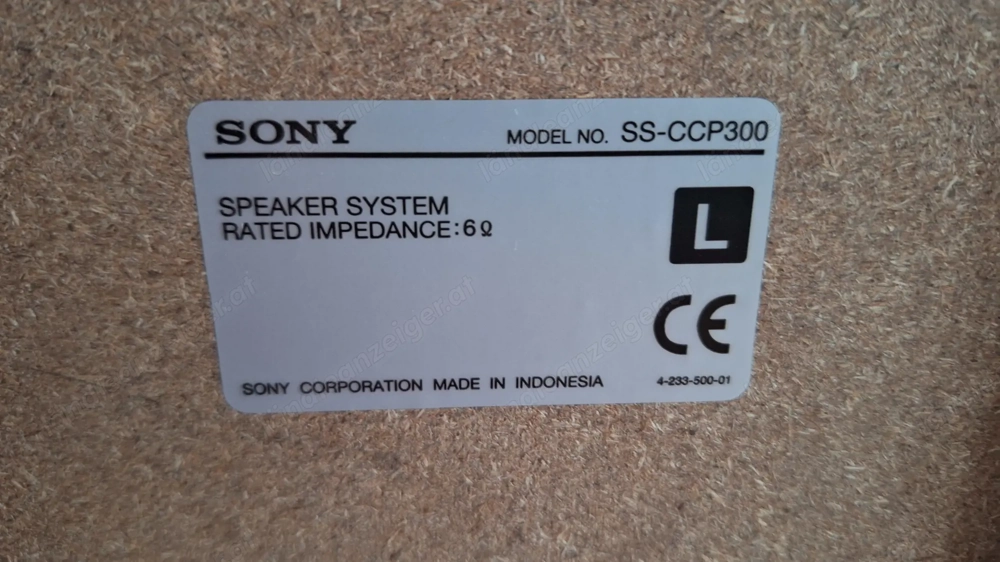 SONY MODEL NO. SS-CCP300
SPEAKER SYSTEM
RATED IMPEDANCE:6Ω
L
CE
SONY CORPORATION MADE IN INDONESIA 4-233-500-01